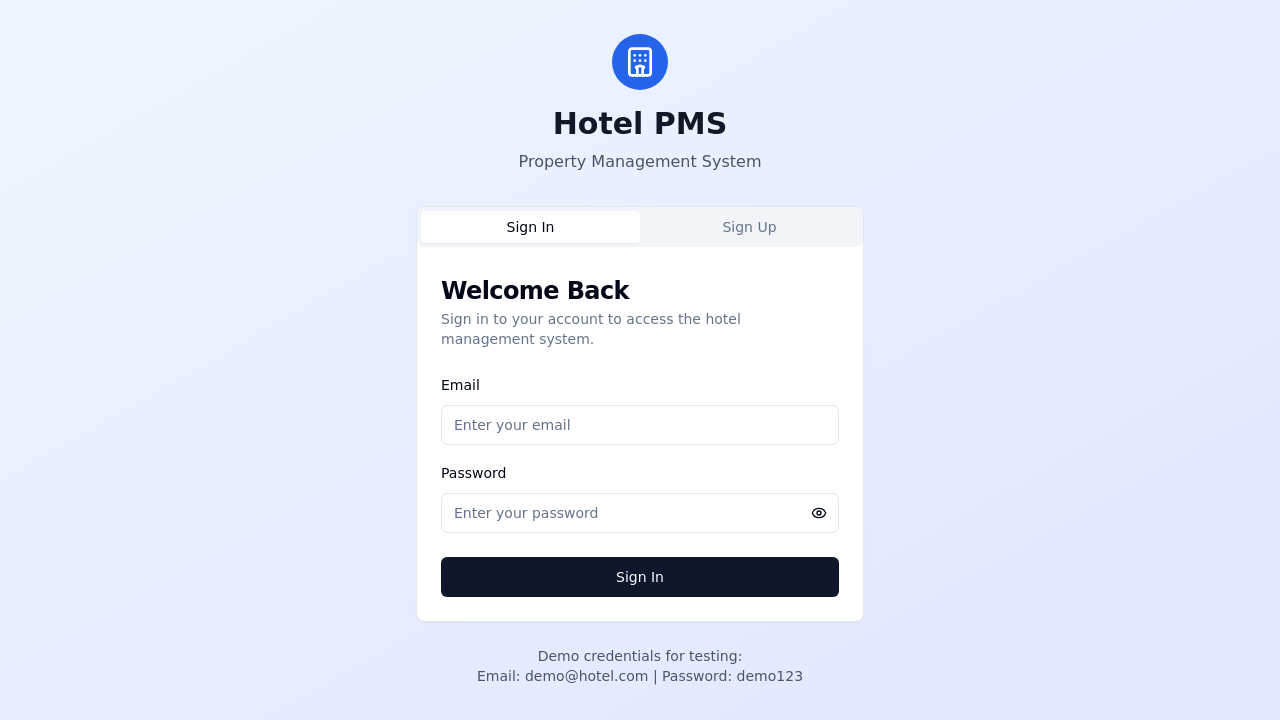 Hotel PMS
Property Management System
Sign In
Sign Up
Welcome Back
Sign in to your account to access the hotel
management system.
Email
Enter your email
Password
Enter your password
Sign In
Demo credentials for testing:
Email: demo@hotel.com | Password: demo123